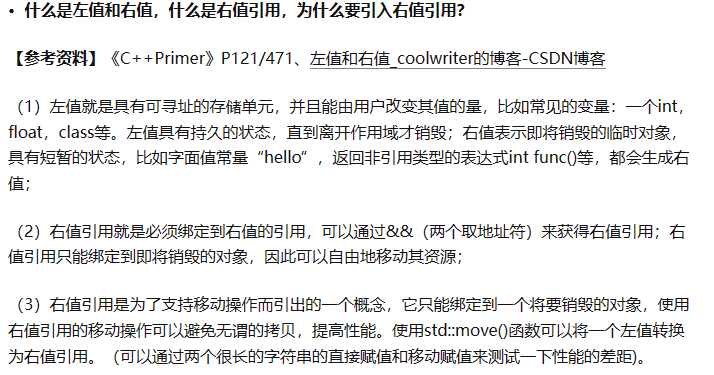 • 什么是左值和右值，什么是右值引用，为什么要引入右值引用？
【参考资料】《C++Primer》P121/471、左值和右值_coolwriter的博客-CSDN博客
（1）左值就是具有可寻址的存储单元，并且能由用户改变其值的量，比如常见的变量：一个int，
float，class等。左值具有持久的状态，直到离开作用域才销毁；右值表示即将销毁的临时对象，
具有短暂的状态，比如字面值常量“hello“，返回非引用类型的表达式int func()等，都会生成右
值；
（2）右值引用就是必须绑定到右值的引用，可以通过&&（两个取地址符）来获得右值引用；右
值引用只能绑定到即将销毁的对象，因此可以自由地移动其资源；
（3）右值引用是为了支持移动操作而引出的一个概念，它只能绑定到一个将要销毁的对象，使用
右值引用的移动操作可以避免无谓的拷贝，提高性能。使用std::move()函数可以将一个左值转换
为右值引用。（可以通过两个很长的字符串的直接赋值和移动赋值来测试一下性能的差距)。